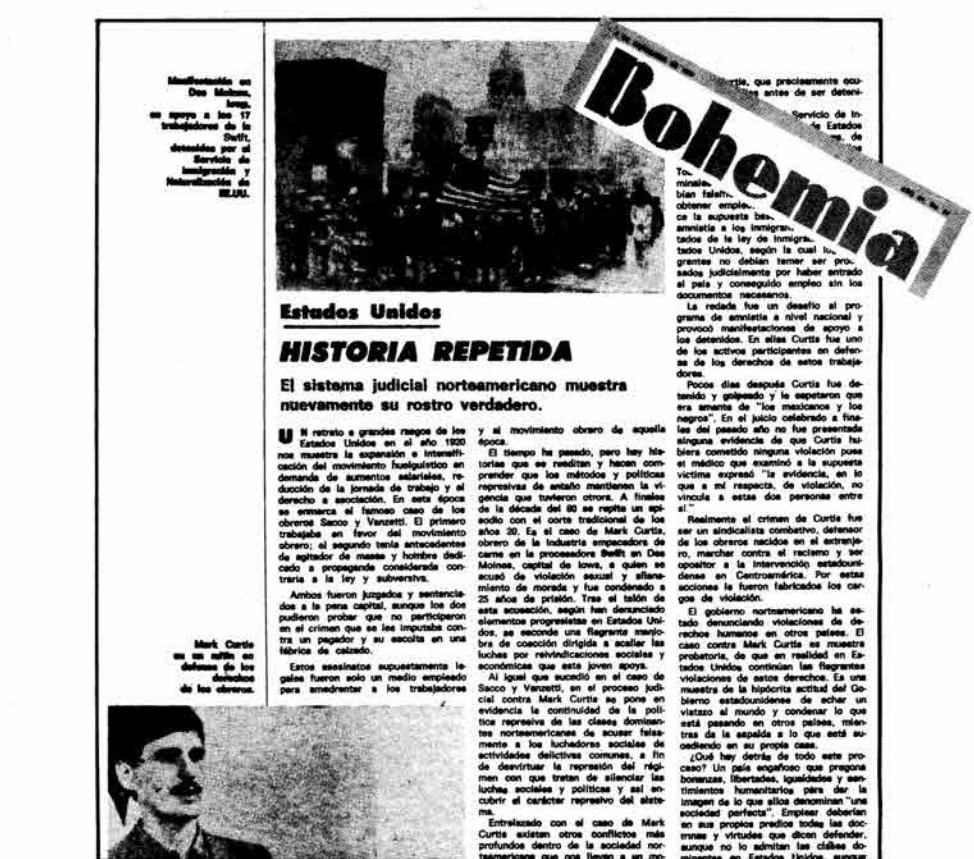 Manifestación en
Des Moines,
Iowa,
en apoyo a los 17
trabajadores de la
Swift,
detenidos por el
Servicio de
Inmigración y
Naturalización de
EE.UU.
Bohemia
Estados Unidos
HISTORIA REPETIDA
El sistema judicial norteamericano muestra
nuevamente su rostro verdadero.
UN retrato a grandes rasgos de los
Estados Unidos en el año 1920
nos muestra la expansión e intensifi-
cación del movimiento huelguístico en
demanda de aumentos salariales, re-
ducción de la jornada de trabajo y el
derecho a asociación. En esta época
se enmarca el famoso caso de los
obreros Sacco y Vanzetti. El primero
trabajaba en favor del movimiento
obrero; el segundo tenía antecedentes
de agitador de masas y hombre dedi-
cado a propaganda considerada con-
traria a la ley y subversiva.
Ambos fueron juzgados y sentencia-
dos a la pena capital, aunque los dos
pudieron probar que no participaron
en el crimen que se les imputaba con-
tra un pagador y su escolta en una
fábrica de calzado.
Estos asesinatos supuestamente le-
gales fueron solo un medio empleado
para amedrentar a los trabajadores
Mark Curtis
en un mitin en
defensa de los
derechos
de los obreros.
y al movimiento obrero de aquella
época.
El tiempo ha pasado, pero hay his-
torias que se reeditan y hacen com-
prender que los métodos y políticas
represivas de antaño mantienen la vi-
gencia que tuvieron otrora. A finales
de la década del 80 se repite un epi-
sodio con el corte tradicional de los
años 20. Es el caso de Mark Curtis,
obrero de la industria empacadora de
carne en la procesadora Swift en Des
Moines, capital de Iowa, a quien se
acusó de violación sexual y allana-
miento de morada y fue condenado a
25 años de prisión. Tras el talón de
esta acusación, según han denunciado
elementos progresistas en Estados Uni-
dos, se esconde una flagrante manio-
bra de coacción dirigida a acallar las
luchas por reivindicaciones sociales y
económicas que este joven apoya.
Al igual que sucedió en el caso de
Sacco y Vanzetti, en el proceso judi-
cial contra Mark Curtis se pone en
evidencia la continuidad de la polí-
tica represiva de las clases dominan-
tes norteamericanas de acusar falsa-
mente a los luchadores sociales de
actividades delictivas comunes, a fin
de desvirtuar la represión del régi-
men con que tratan de silenciar las
luchas sociales y políticas y así en-
cubrir el carácter represivo del siste-
ma.
Entrelazado con el caso de Mark
Curtis existen otros conflictos más
profundos dentro de la sociedad nor-
teamericana que nos llevan a un mo-
que precisamente ocu-
antes de ser deteni-
Servicio de In-
de Estados
de
minales
bían
obtener
ce la supuesta
amnistía a los
tados de la ley de
tados Unidos, según la cual
grantes no debían temer ser
sados judicialmente por haber entrado
al país y conseguido empleo sin los
documentos necesarios.
La redada fue un desafío al pro-
grama de amnistía a nivel nacional y
provocó manifestaciones de apoyo a
los detenidos. En ellas Curtis fue uno
de los activos participantes en defen-
sa de los derechos de estos trabaja-
dores.
Pocos días después Curtis fue de-
tenido y golpeado y le espetaron que
era amante de "los mexicanos y los
negros". En el juicio celebrado a fina-
les del pasado año no fue presentada
ninguna evidencia de que Curtis hu-
biera cometido ninguna violación pues
el médico que examinó a la supuesta
víctima expresó "la evidencia, en lo
que a mí respecta, de violación, no
vincula a estas dos personas entre
sí."
Realmente el crimen de Curtis fue
ser un sindicalista combativo, defensor
de los obreros nacidos en el extranje-
ro, marchar contra el racismo y ser
opositor a la intervención estadouni-
dense en Centroamérica. Por estas
acciones le fueron fabricados los car-
gos de violación.
El gobierno norteamericano ha es-
tado denunciando violaciones de de-
rechos humanos en otros países. El
caso contra Mark Curtis es muestra
probatoria, de que en realidad en Es-
tados Unidos continúan las flagrantes
violaciones de estos derechos. Es una
muestra de la hipócrita actitud del Go-
bierno estadounidense de echar un
vistazo al mundo y condenar lo que
está pasando en otros países, mien-
tras da la espalda a lo que está su-
cediendo en su propia casa.
¿Qué hay detrás de todo este pro-
ceso? Un país engañoso que pregona
bonanzas, libertades, igualdades y sen-
timientos humanitarios para dar la
imagen de lo que ellos denominan "una
sociedad perfecta". Emplear deberían
en sus propios predios todas las doc-
trinas y virtudes que dicen defender,
aunque no lo admitan las clases do-
minantes en Estados Unidos, aunque